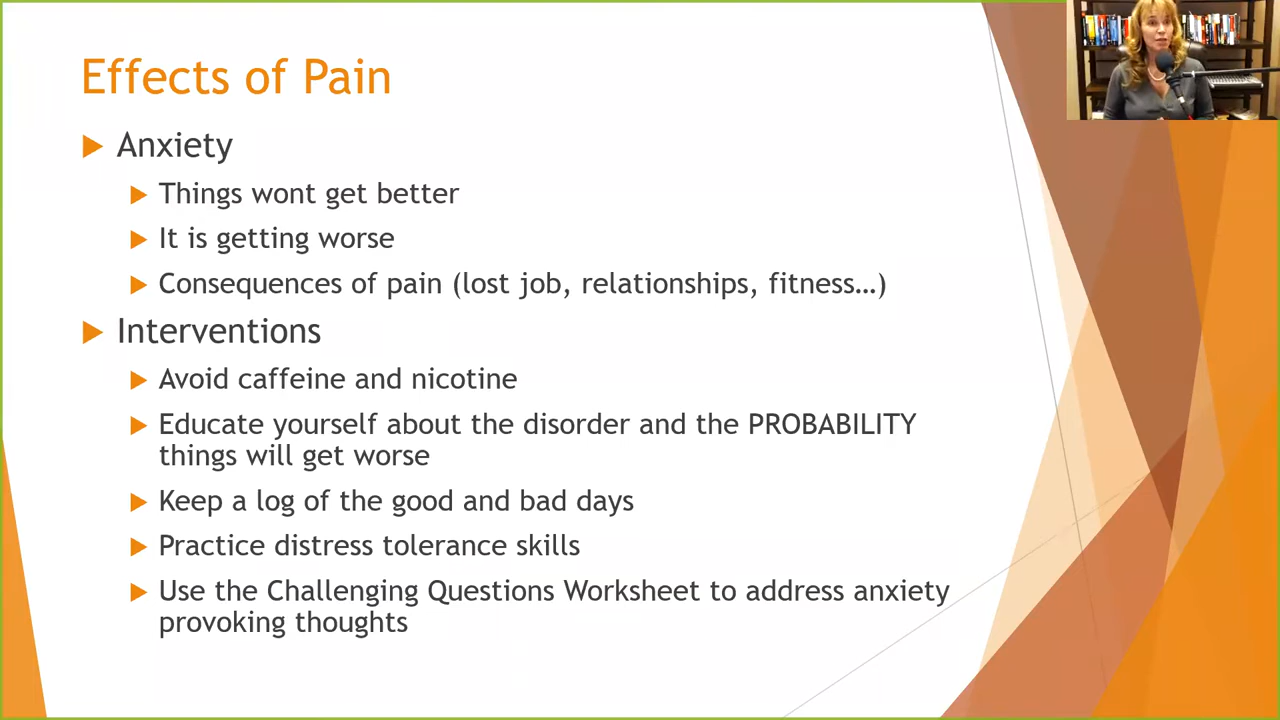 Effects of Pain
Anxiety
Things wont get better
It is getting worse
Consequences of pain (lost job, relationships, fitness…)
Interventions
Avoid caffeine and nicotine
Educate yourself about the disorder and the PROBABILITY
things will get worse
Keep a log of the good and bad days
Practice distress tolerance skills
Use the Challenging Questions Worksheet to address anxiety
provoking thoughts